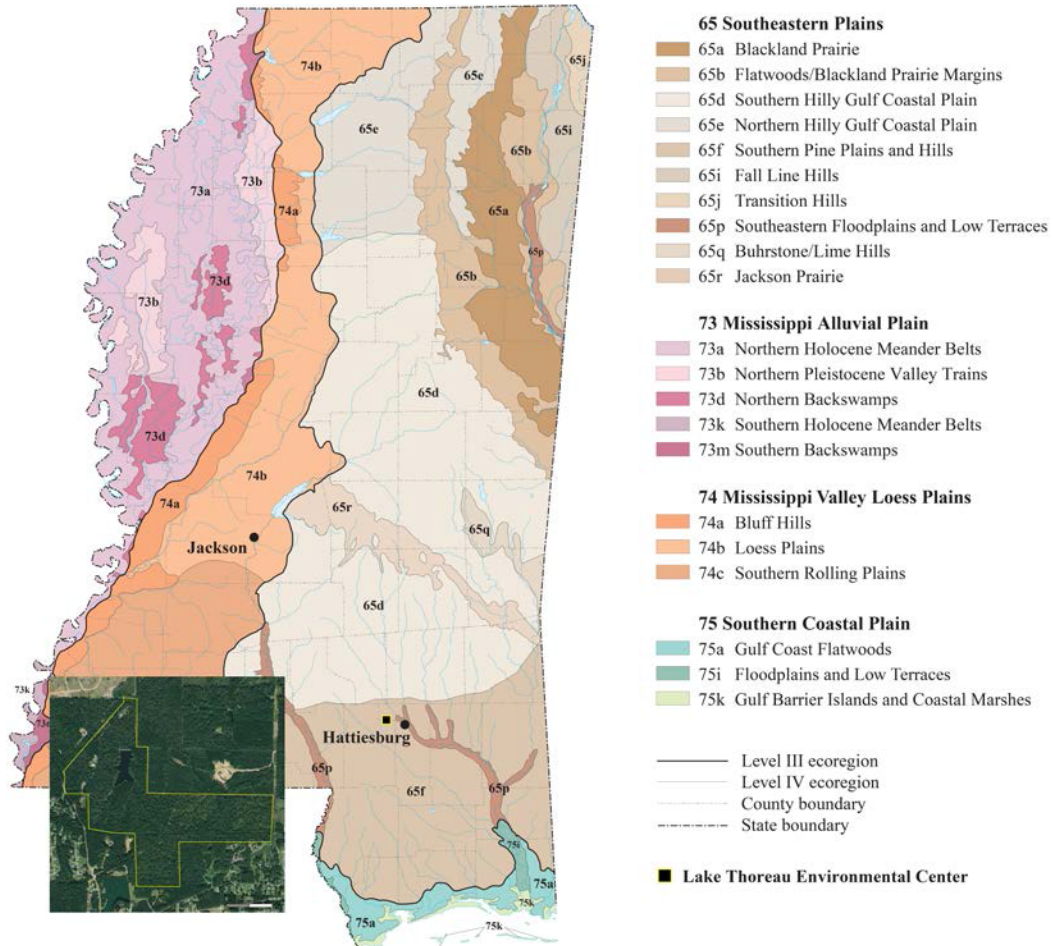 74b
65e
65j
65e
65i
73a
73b
65b
74a
65a
65p
65b
73d
73b
65d
73d
74b
74a
65r
65q
Jackson
65d
73k
Hattiesburg
65p
65f
65p
75i
75a
75k
75a
75k
65 Southeastern Plains
65a Blackland Prairie
65b Flatwoods/Blackland Prairie Margins
65d Southern Hilly Gulf Coastal Plain
65e Northern Hilly Gulf Coastal Plain
65f Southern Pine Plains and Hills
65i Fall Line Hills
65j Transition Hills
65p Southeastern Floodplains and Low Terraces
65q Buhrstone/Lime Hills
65r Jackson Prairie
73 Mississippi Alluvial Plain
73a Northern Holocene Meander Belts
73b Northern Pleistocene Valley Trains
73d Northern Backswamps
73k Southern Holocene Meander Belts
73m Southern Backswamps
74 Mississippi Valley Loess Plains
74a Bluff Hills
74b Loess Plains
74c Southern Rolling Plains
75 Southern Coastal Plain
75a Gulf Coast Flatwoods
75i Floodplains and Low Terraces
75k Gulf Barrier Islands and Coastal Marshes
Level III ecoregion
Level IV ecoregion
County boundary
State boundary
Lake Thoreau Environmental Center